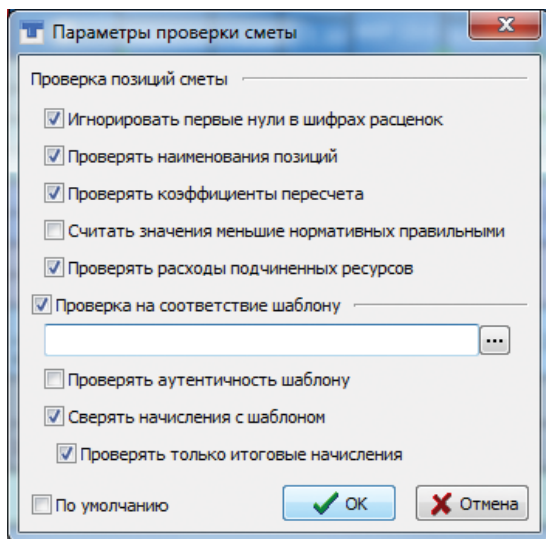 Параметры проверки сметы
Проверка позиций сметы
Игнорировать первые нули в шифрах расценок
Проверять наименования позиций
Проверять коэффициенты пересчета
Считать значения меньшие нормативных правильными
Проверять расходы подчиненных ресурсов
Проверка на соответствие шаблону
...
Проверять аутентичность шаблону
Сверять начисления с шаблоном
Проверять только итоговые начисления
По умолчанию OK Отмена